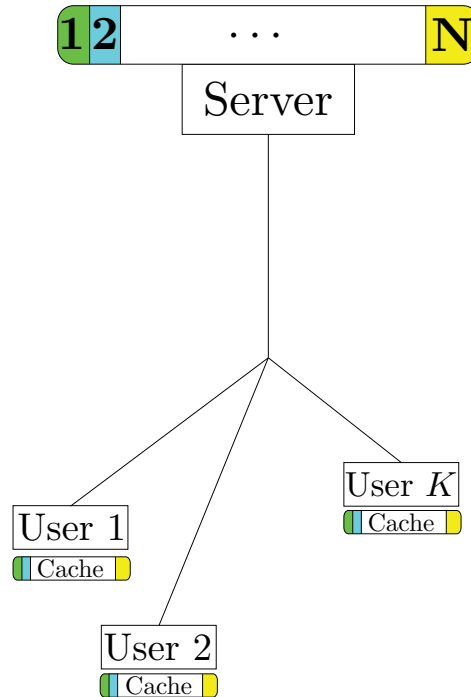 1 2 ... N
Server
User K
Cache
User 1
Cache
User 2
Cache